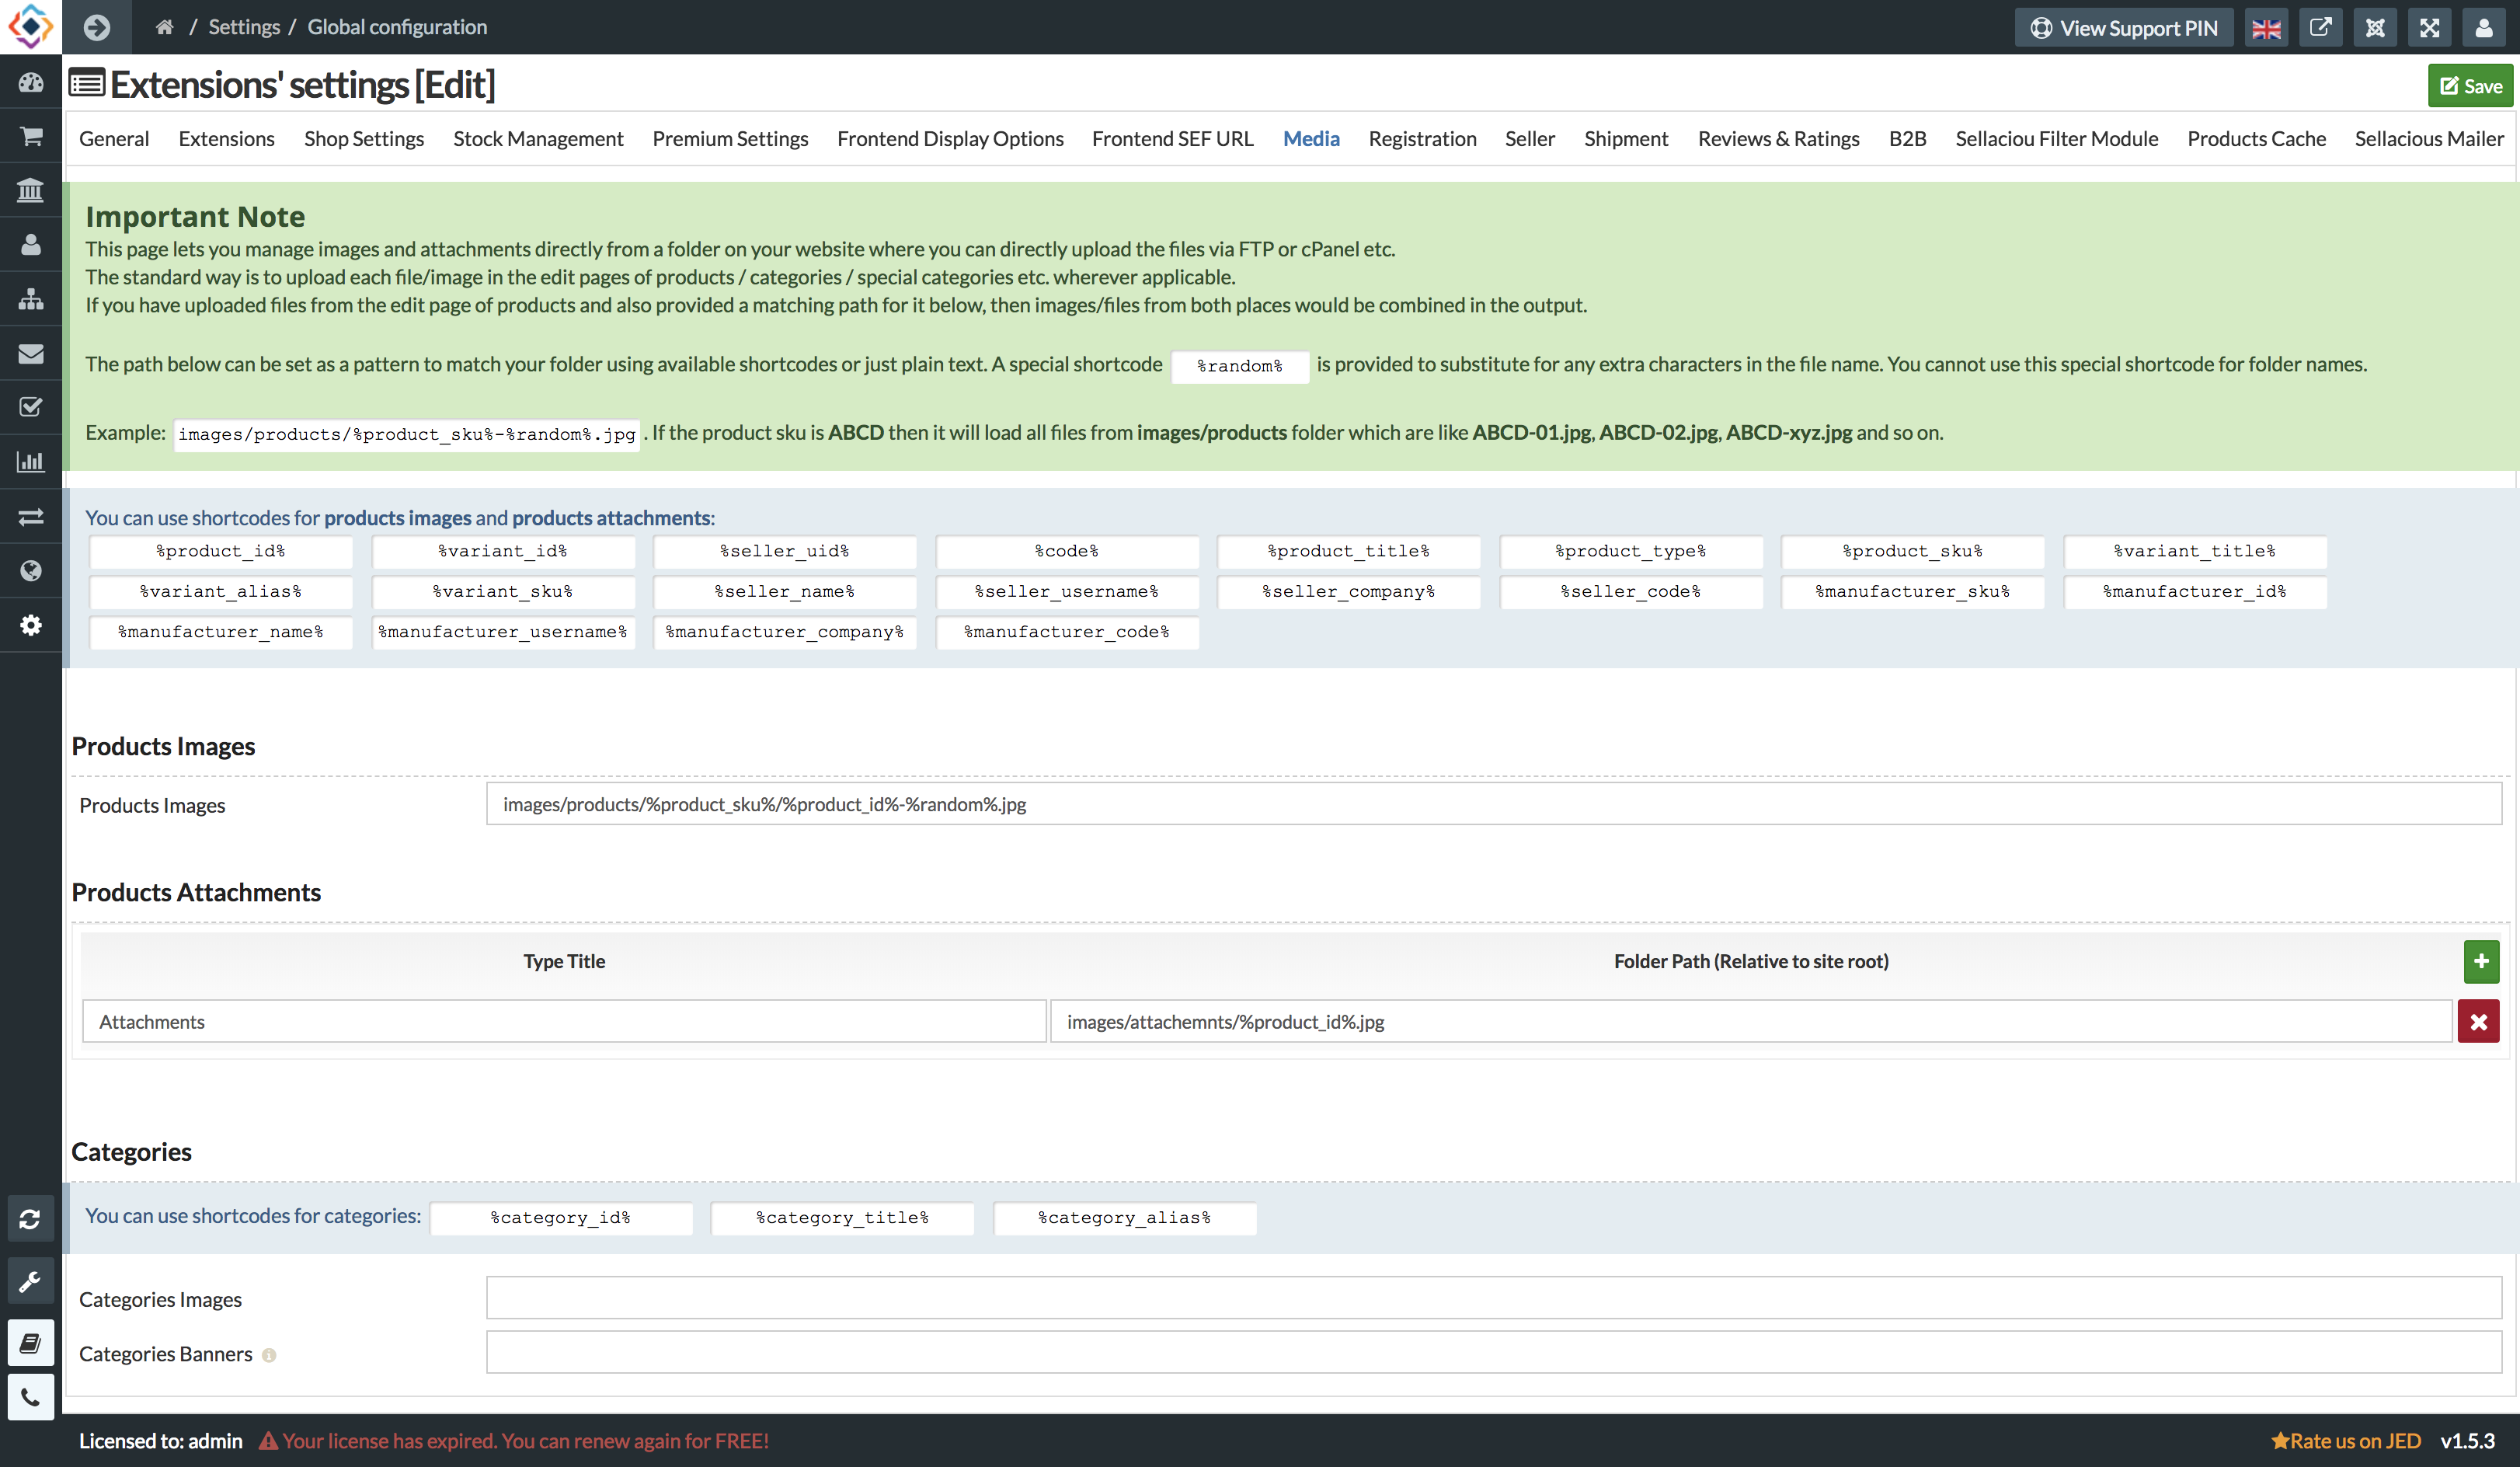 / Settings / Global configuration
View Support PIN
Extensions' settings [Edit]
Save
General Extensions Shop Settings Stock Management Premium Settings Frontend Display Options Frontend SEF URL Media Registration Seller Shipment Reviews & Ratings B2B Sellaciou Filter Module Products Cache Sellacious Mailer
Important Note
This page lets you manage images and attachments directly from a folder on your website where you can directly upload the files via FTP or cPanel etc.
The standard way is to upload each file/image in the edit pages of products / categories / special categories etc. wherever applicable.
If you have uploaded files from the edit page of products and also provided a matching path for it below, then images/files from both places would be combined in the output.
The path below can be set as a pattern to match your folder using available shortcodes or just plain text. A special shortcode %random% is provided to substitute for any extra characters in the file name. You cannot use this special shortcode for folder names.
Example: images/products/%product_sku%-%random%.jpg . If the product sku is ABCD then it will load all files from images/products folder which are like ABCD-01.jpg, ABCD-02.jpg, ABCD-xyz.jpg and so on.
You can use shortcodes for products images and products attachments:
%product_id% %variant_id% %seller_uid% %code% %product_title% %product_type% %product_sku% %variant_title%
%variant_alias% %variant_sku% %seller_name% %seller_username% %seller_company% %seller_code% %manufacturer_sku% %manufacturer_id%
%manufacturer_name% %manufacturer_username% %manufacturer_company% %manufacturer_code%
Products Images
Products Images images/products/%product_sku%/%product_id%-%random%.jpg
Products Attachments
Type Title Folder Path (Relative to site root)
Attachments images/attachemnts/%product_id%.jpg
Categories
You can use shortcodes for categories: %category_id% %category_title% %category_alias%
Categories Images
Categories Banners
Licensed to: admin Your license has expired. You can renew again for FREE! Rate us on JED v1.5.3